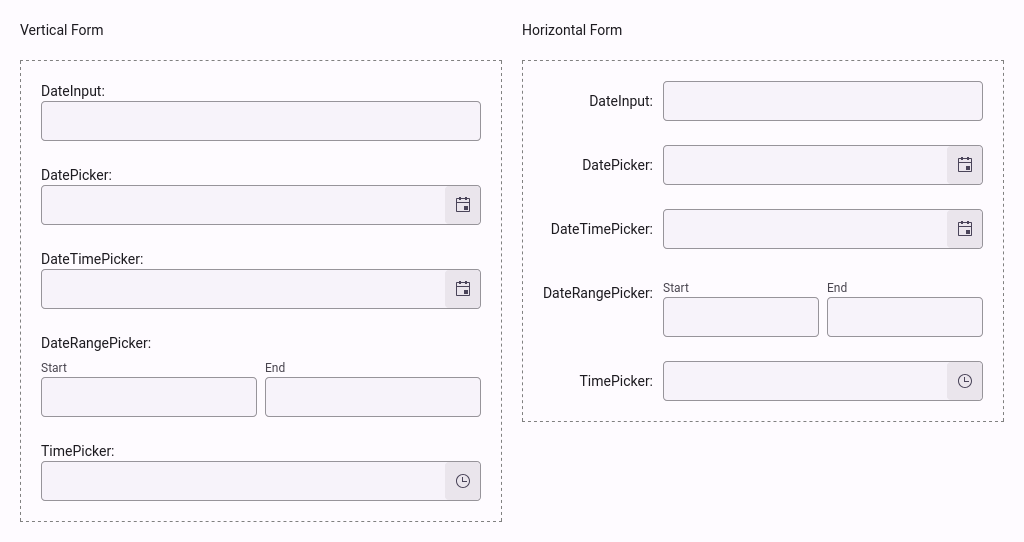 Vertical Form
DateInput:
DatePicker:
DateTimePicker:
DateRangePicker:
Start End
TimePicker:
Horizontal Form
DateInput:
DatePicker:
DateTimePicker:
DateRangePicker: Start End
TimePicker: